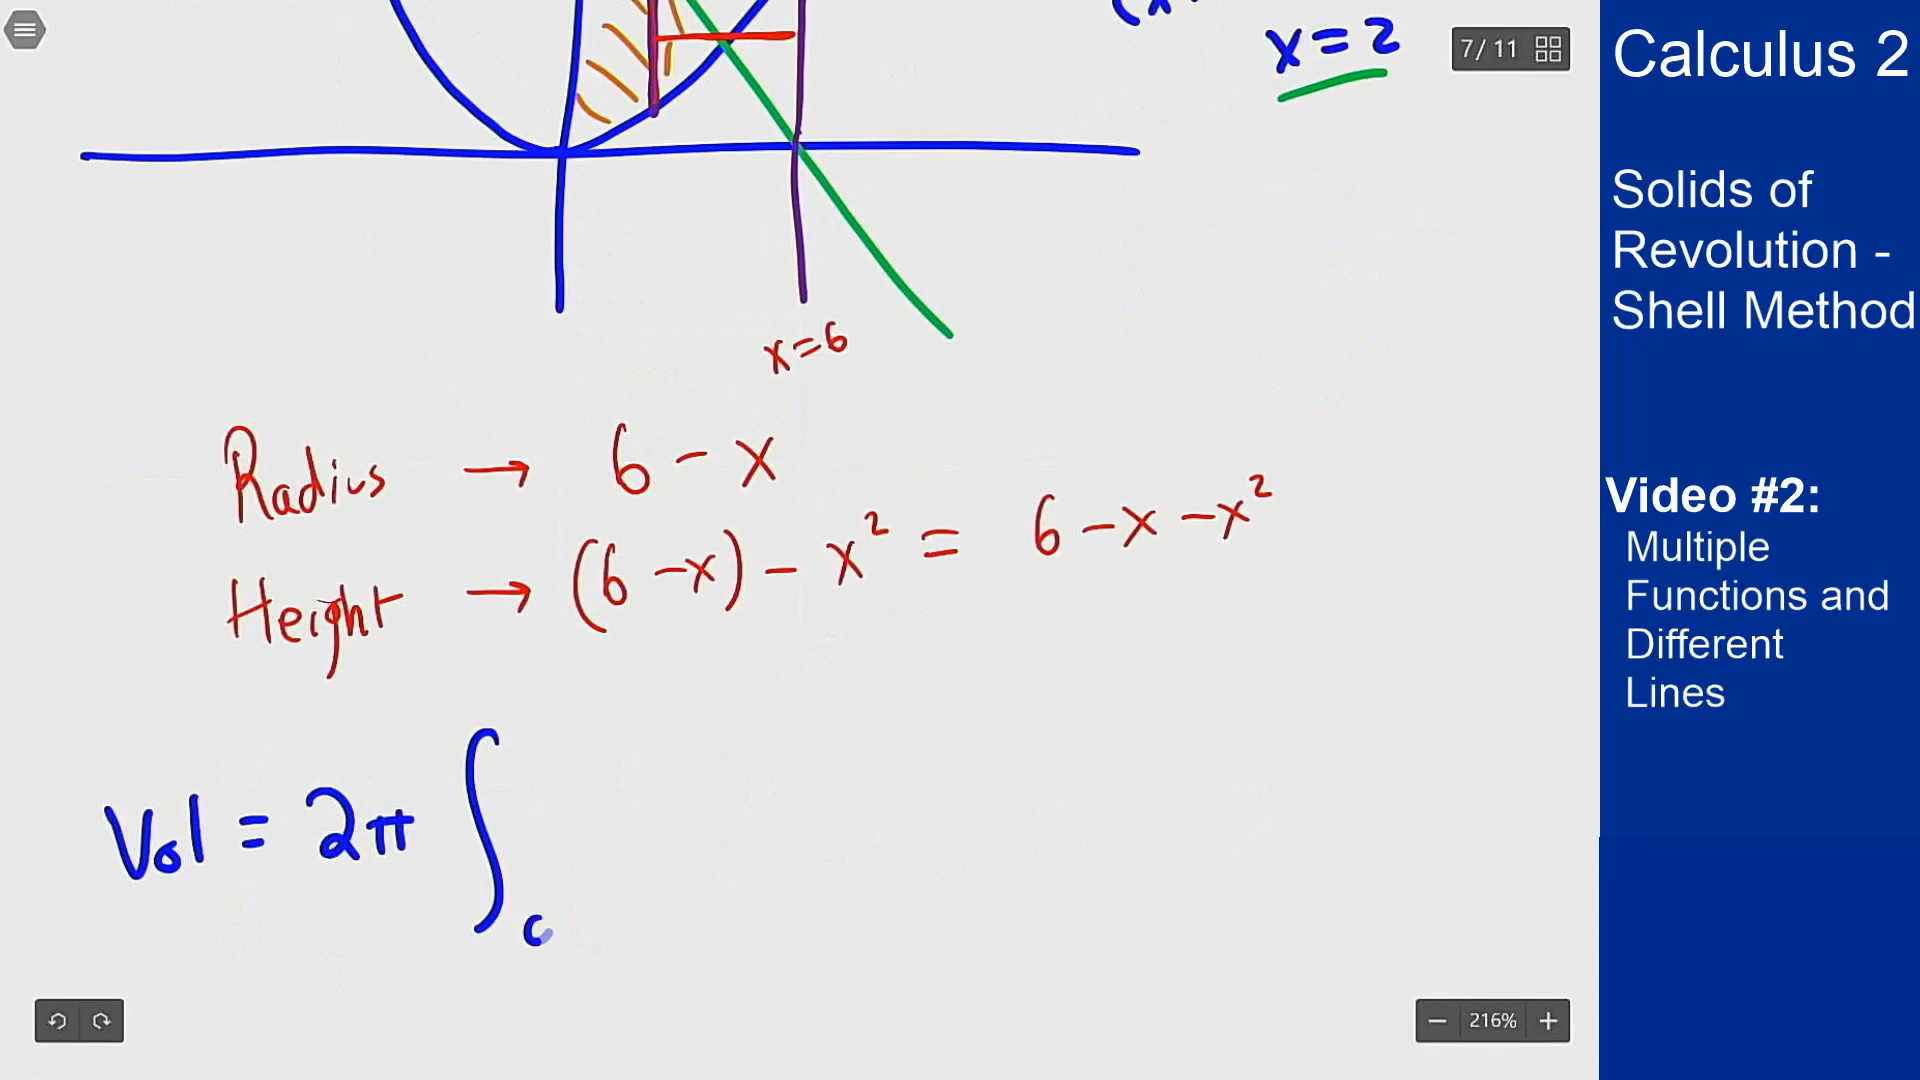 x=2
7/ 11
x=6
Radius → 6 - x
Height → (6 - x) - x² = 6 - x - x²
Vol = 2π ∫
216%
Calculus 2
Solids of
Revolution -
Shell Method
Video #2:
Multiple
Functions and
Different
Lines